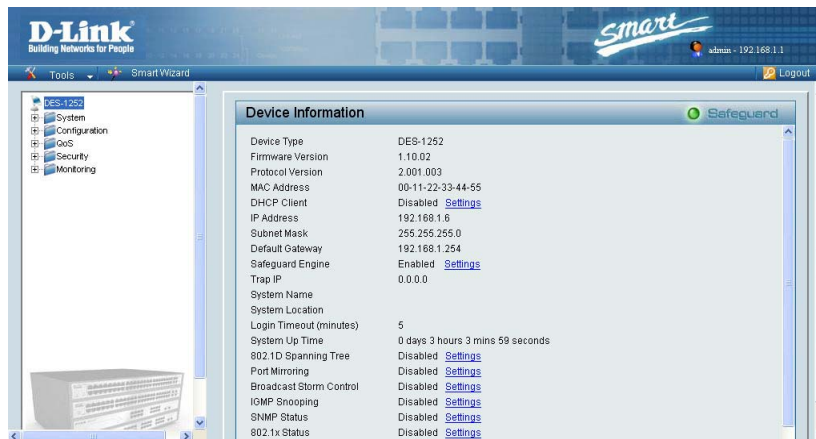 D-Link
Building Networks for People
smart
admin - 192.168.1.1
Tools
SmartWizard
Logout
DES-1252
System
Configuration
QoS
Security
Monitoring
Device Information
Safeguard
Device Type DES-1252
Firmware Version 1.10.02
Protocol Version 2.001.003
MAC Address 00-11-22-33-44-55
DHCP Client Disabled Settings
IP Address 192.168.1.6
Subnet Mask 255.255.255.0
Default Gateway 192.168.1.254
Safeguard Engine Enabled Settings
Trap IP 0.0.0.0
System Name
System Location
Login Timeout (minutes) 5
System Up Time 0 days 3 hours 3 mins 59 seconds
802.1D Spanning Tree Disabled Settings
Port Mirroring Disabled Settings
Broadcast Storm Control Disabled Settings
IGMP Snooping Disabled Settings
SNMP Status Disabled Settings
802.1x Status Disabled Settings